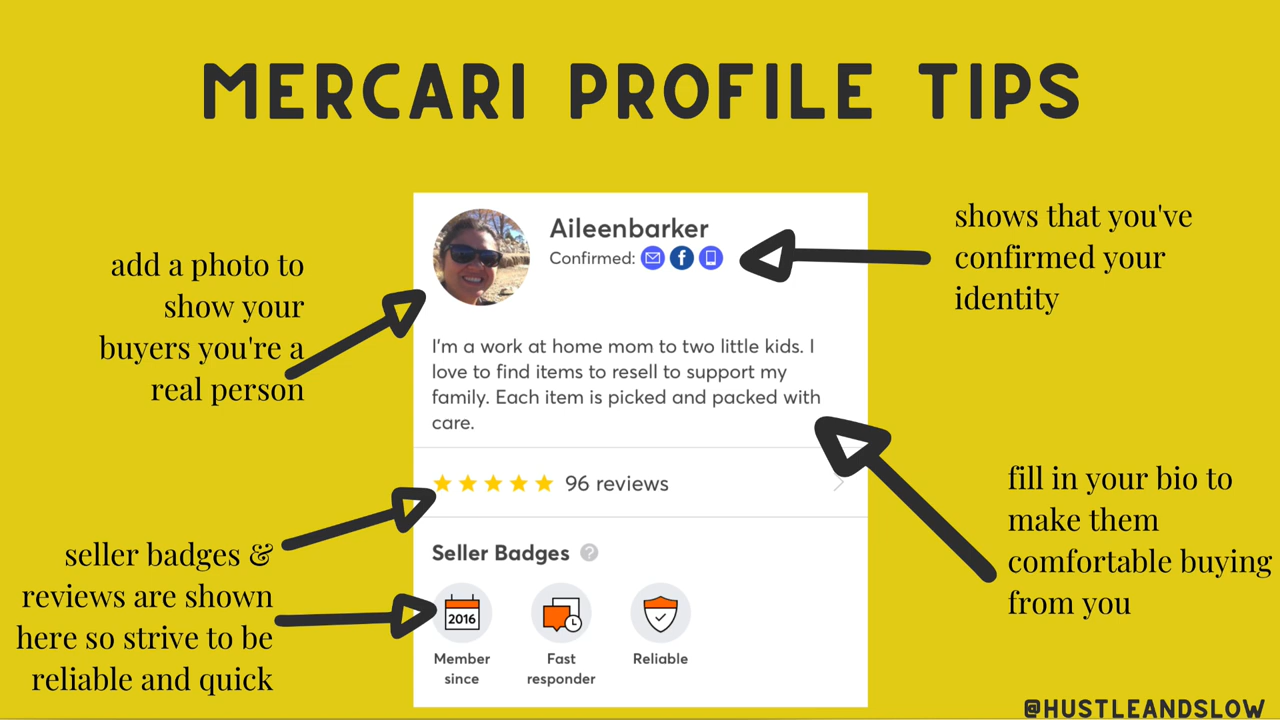 MERCARI PROFILE TIPS
add a photo to
show your
buyers you're a
real person
Aileenbarker
Confirmed:
f
shows that you've
confirmed your
identity
I'm a work at home mom to two little kids. I
love to find items to resell to support my
family. Each item is picked and packed with
care.
96 reviews
fill in your bio to
make them
comfortable buying
from you
seller badges &
reviews are shown
here so strive to be
reliable and quick
Seller Badges ?
2016
Member
since
Fast
responder
Reliable
@HUSTLEANDSLOW